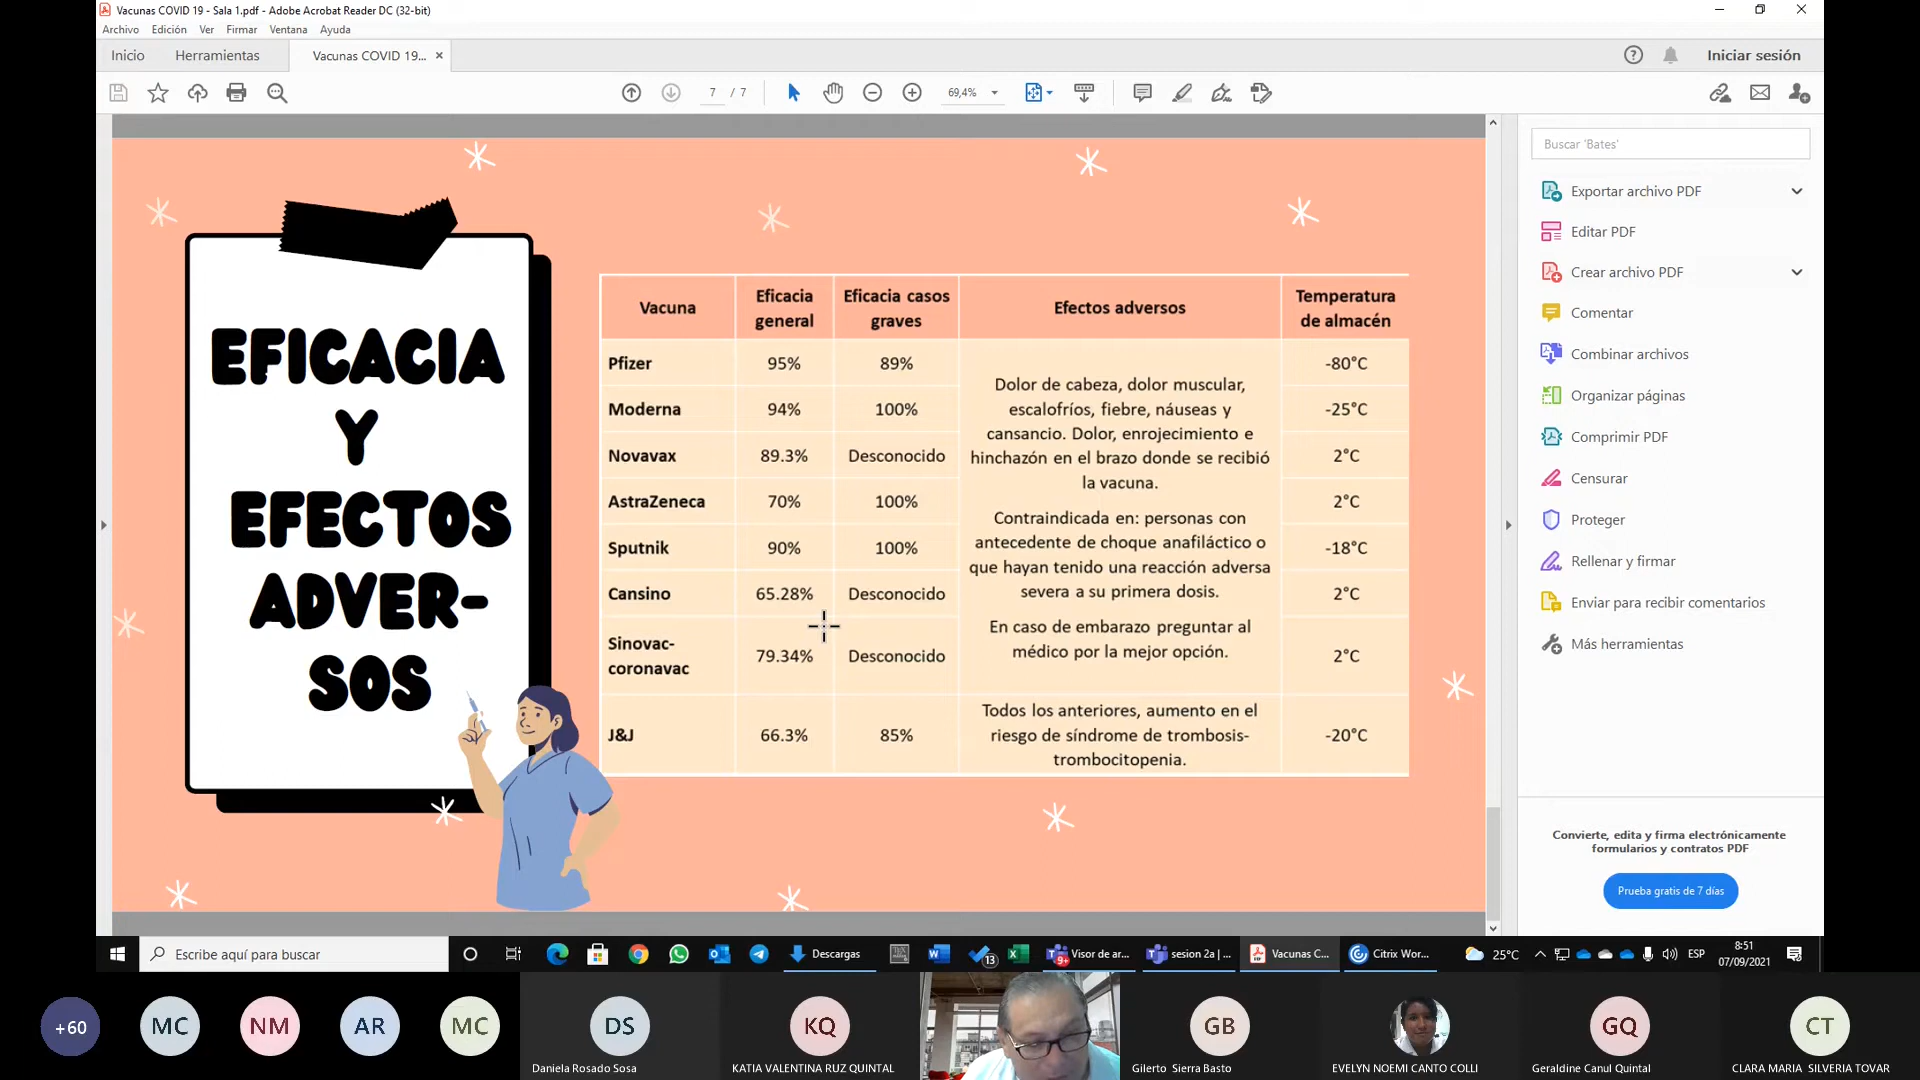 Vacunas COVID 19 - Sala 1.pdf - Adobe Acrobat Reader DC (32-bit)
Archivo Edición Ver Firmar Ventana Ayuda
Inicio Herramientas Vacunas COVID 19... × Iniciar sesión
7 / 7 69,4%
Buscar 'Bates'
Exportar archivo PDF
Editar PDF
Crear archivo PDF
Comentar
Combinar archivos
Organizar páginas
Comprimir PDF
Censurar
Proteger
Rellenar y firmar
Enviar para recibir comentarios
Más herramientas
Convierte, edita y firma electrónicamente
formularios y contratos PDF
Prueba gratis de 7 días
EFICACIA
Y
EFECTOS
ADVER-
SOS
Vacuna
Eficacia
general
Eficacia casos
graves
Efectos adversos
Temperatura
de almacén
Pfizer 95% 89% -80°C
Moderna 94% 100% -25°C
Novavax 89.3% Desconocido 2°C
AstraZeneca 70% 100% 2°C
Sputnik 90% 100% -18°C
Cansino 65.28% Desconocido 2°C
Sinovac-
coronavac 79.34% Desconocido 2°C
Dolor de cabeza, dolor muscular,
escalofríos, fiebre, náuseas y
cansancio. Dolor, enrojecimiento e
hinchazón en el brazo donde se recibió
la vacuna.
Contraindicada en: personas con
antecedente de choque anafiláctico o
que hayan tenido una reacción adversa
severa a su primera dosis.
En caso de embarazo preguntar al
médico por la mejor opción.
J&J 66.3% 85% -20°C
Todos los anteriores, aumento en el
riesgo de síndrome de trombosis-
trombocitopenia.
Escribe aquí para buscar Descargas 13 9+ Visor de ar... sesion 2a | ... Vacunas C... Citrix Wor... 25°C ESP
8:51
07/09/2021
+60 MC NM AR MC DS KQ GB GQ CT
Daniela Rosado Sosa KATIA VALENTINA RUZ QUINTAL Gilerto Sierra Basto EVELYN NOEMI CANTO COLLI Geraldine Canul Quintal CLARA MARIA SILVERIA TOVAR